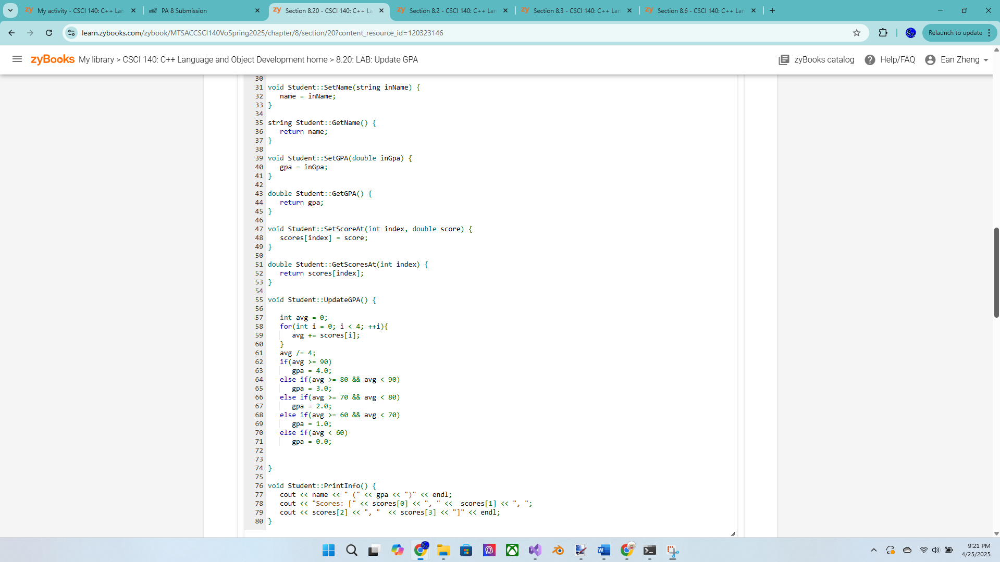 My activity - CSCI 140: C++ Lan
PA 8 Submission
Section 8.20 - CSCI 140: C++ La
Section 8.2 - CSCI 140: C++ Lan
Section 8.3 - CSCI 140: C++ Lan
Section 8.6 - CSCI 140: C++ Lan
learn.zybooks.com/zybook/MTSACCSCI140VoSpring2025/chapter/8/section/20?content_resource_id=120323146
Relaunch to update
zyBooks My library > CSCI 140: C++ Language and Object Development home > 8.20: LAB: Update GPA
zyBooks catalog
Help/FAQ
Ean Zheng
30
31 void Student::SetName(string inName) {
32    name = inName;
33 }
34
35 string Student::GetName() {
36    return name;
37 }
38
39 void Student::SetGPA(double inGpa) {
40    gpa = inGpa;
41 }
42
43 double Student::GetGPA() {
44    return gpa;
45 }
46
47 void Student::SetScoreAt(int index, double score) {
48    scores[index] = score;
49 }
50
51 double Student::GetScoresAt(int index) {
52    return scores[index];
53 }
54
55 void Student::UpdateGPA() {
56
57    int avg = 0;
58    for(int i = 0; i < 4; ++i){
59       avg += scores[i];
60    }
61    avg /= 4;
62    if(avg >= 90)
63       gpa = 4.0;
64    else if(avg >= 80 && avg < 90)
65       gpa = 3.0;
66    else if(avg >= 70 && avg < 80)
67       gpa = 2.0;
68    else if(avg >= 60 && avg < 70)
69       gpa = 1.0;
70    else if(avg < 60)
71       gpa = 0.0;
72
73
74 }
75
76 void Student::PrintInfo() {
77    cout << name << " (" << gpa << ")" << endl;
78    cout << "Scores: [" << scores[0] << ", " <<  scores[1] << ", ";
79    cout << scores[2] << ", "  << scores[3] << "]" << endl;
80 }
9:21 PM
4/25/2025